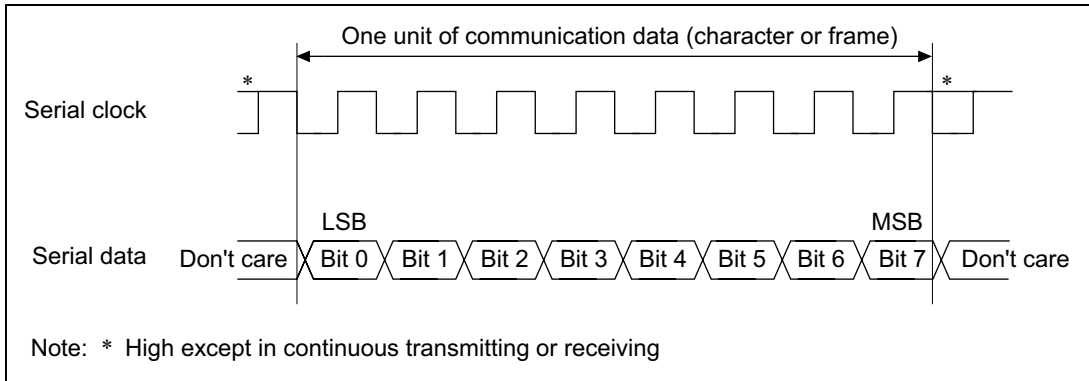 One unit of communication data (character or frame)
* *
Serial clock
LSB MSB
Serial data Don't care Bit 0 Bit 1 Bit 2 Bit 3 Bit 4 Bit 5 Bit 6 Bit 7 Don't care
Note: * High except in continuous transmitting or receiving